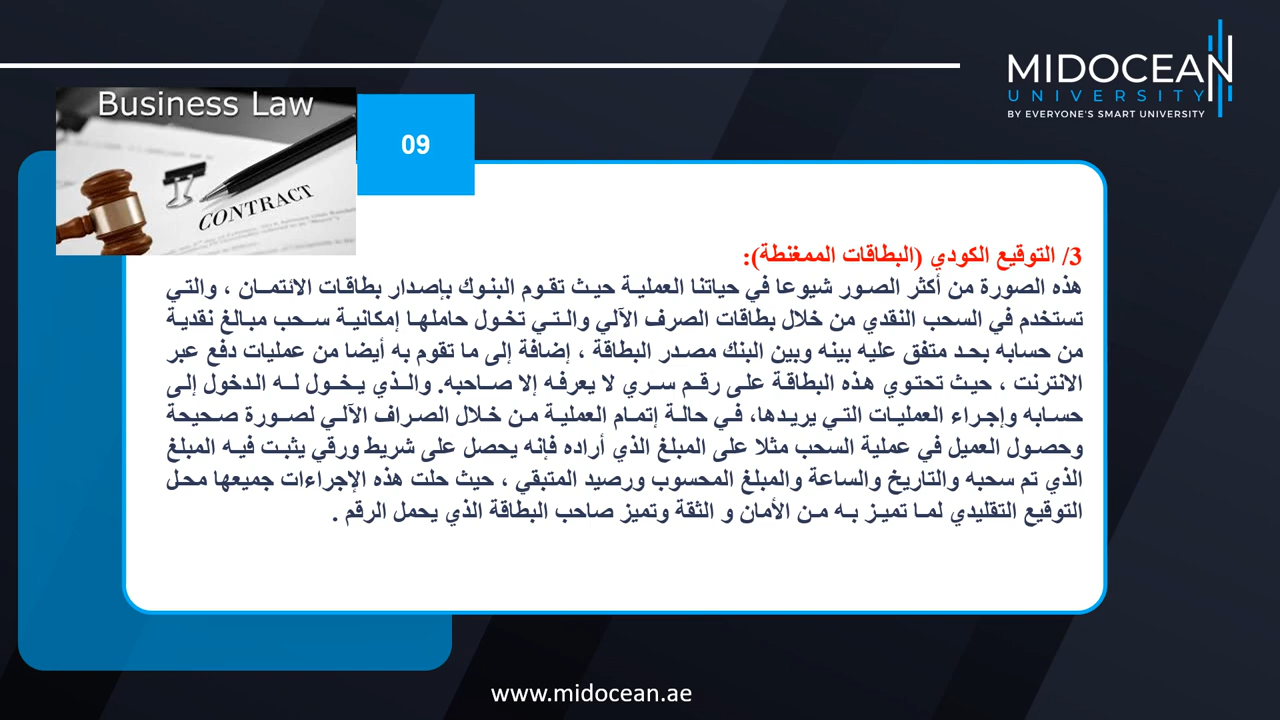 MIDOCEAN
UNIVERSITY
BY EVERYONE'S SMART UNIVERSITY
Business Law
CONTRACT
09
3/ التوقيع الكودي (البطاقات الممغنطة):
هذه الصورة من أكثر الصور شيوعا في حياتنا العملية حيث تقوم البنوك بإصدار بطاقات الائتمان ، والتي
تستخدم في السحب النقدي من خلال بطاقات الصرف الآلي والتي تخول حاملها إمكانية سحب مبالغ نقدية
من حسابه بحد متفق عليه بينه وبين البنك مصدر البطاقة ، إضافة إلى ما تقوم به أيضا من عمليات دفع عبر
الانترنت ، حيث تحتوي هذه البطاقة على رقم سري لا يعرفه إلا صاحبه. والذي يخول له الدخول إلى
حسابه وإجراء العمليات التي يريدها، في حالة إتمام العملية من خلال الصراف الآلي لصورة صحيحة
وحصول العميل في عملية السحب مثلا على المبلغ الذي أراده فإنه يحصل على شريط ورقي يثبت فيه المبلغ
الذي تم سحبه والتاريخ والساعة والمبلغ المحسوب ورصيد المتبقي ، حيث حلت هذه الإجراءات جميعها محل
التوقيع التقليدي لما تميز به من الأمان و الثقة وتميز صاحب البطاقة الذي يحمل الرقم .
www.midocean.ae